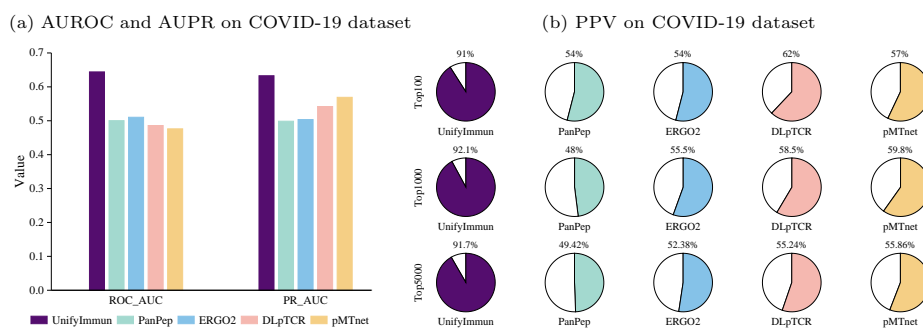 (a) AUROC and AUPR on COVID-19 dataset
0.7
0.6
0.5
0.4
0.3
0.2
0.1
0.0
Value
ROC_AUC PR_AUC
UnifyImmun PanPep ERGO2 DLpTCR pMTnet
(b) PPV on COVID-19 dataset
91% 54% 54% 62% 57%
Top100
UnifyImmun PanPep ERGO2 DLpTCR pMTnet
92.1% 48% 55.5% 58.5% 59.8%
Top1000
UnifyImmun PanPep ERGO2 DLpTCR pMTnet
91.7% 49.42% 52.38% 55.24% 55.86%
Top5000
UnifyImmun PanPep ERGO2 DLpTCR pMTnet